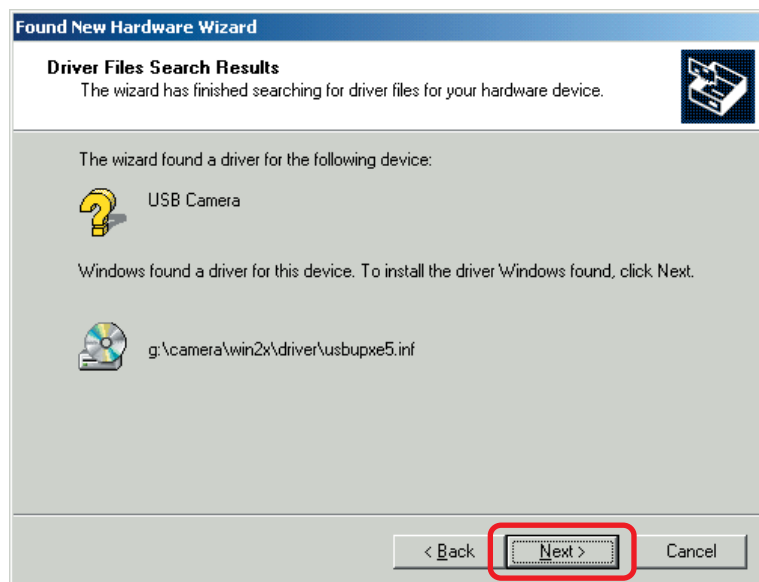 Found New Hardware Wizard
Driver Files Search Results
The wizard has finished searching for driver files for your hardware device.
The wizard found a driver for the following device:
USB Camera
Windows found a driver for this device. To install the driver Windows found, click Next.
g:\camera\win2x\driver\usbupxe5.inf
< Back Next > Cancel